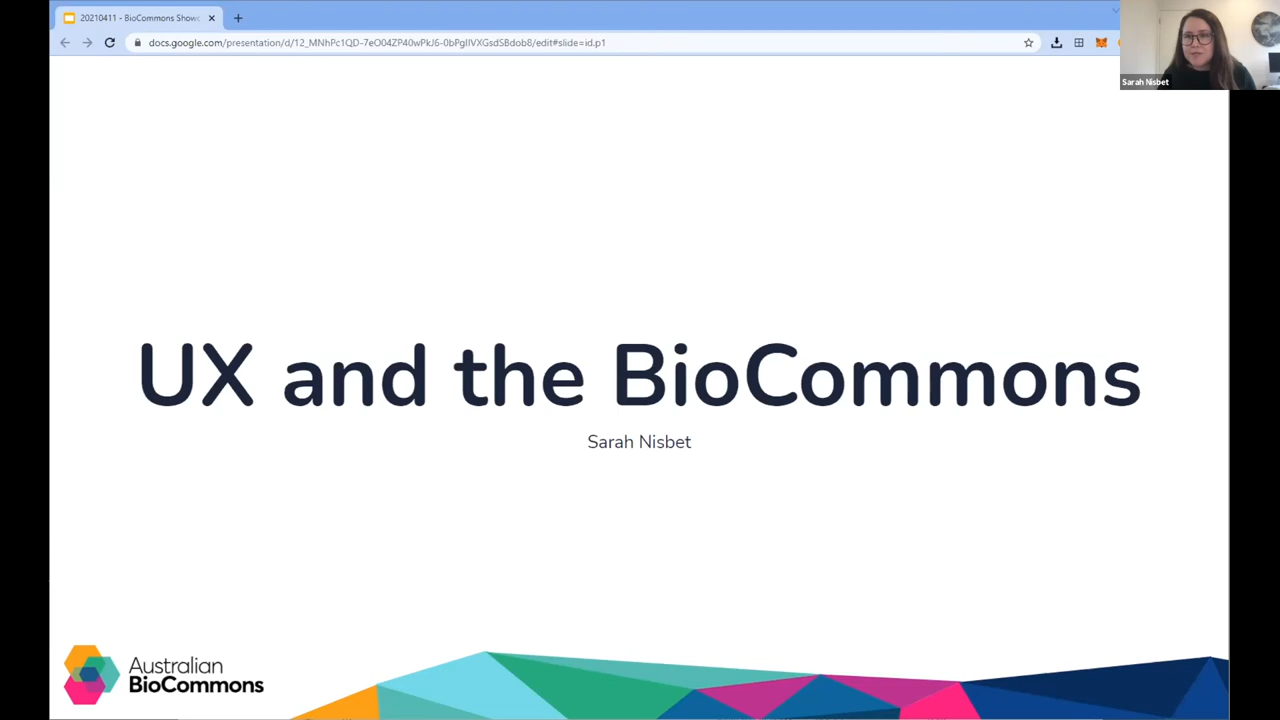 20210411 - BioCommons Showc
docs.google.com/presentation/d/12_MNhPc1QD-7eO04ZP40wPkJ6-0bPgIIVXGsdSBdob8/edit#slide=id.p1
Sarah Nisbet
UX and the BioCommons
Sarah Nisbet
Australian
BioCommons